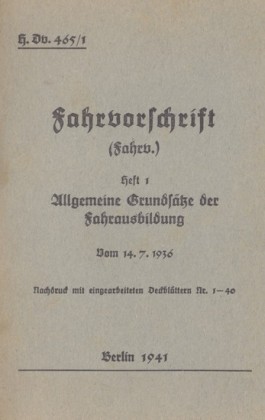 H. Dv. 465/1
Fahrvorschrift
(Fahrv.)
Heft 1
Allgemeine Grundsätze der
Fahrausbildung
Vom 14. 7. 1936
Nachdruck mit eingearbeiteten Deckblättern Nr. 1—40
Berlin 1941